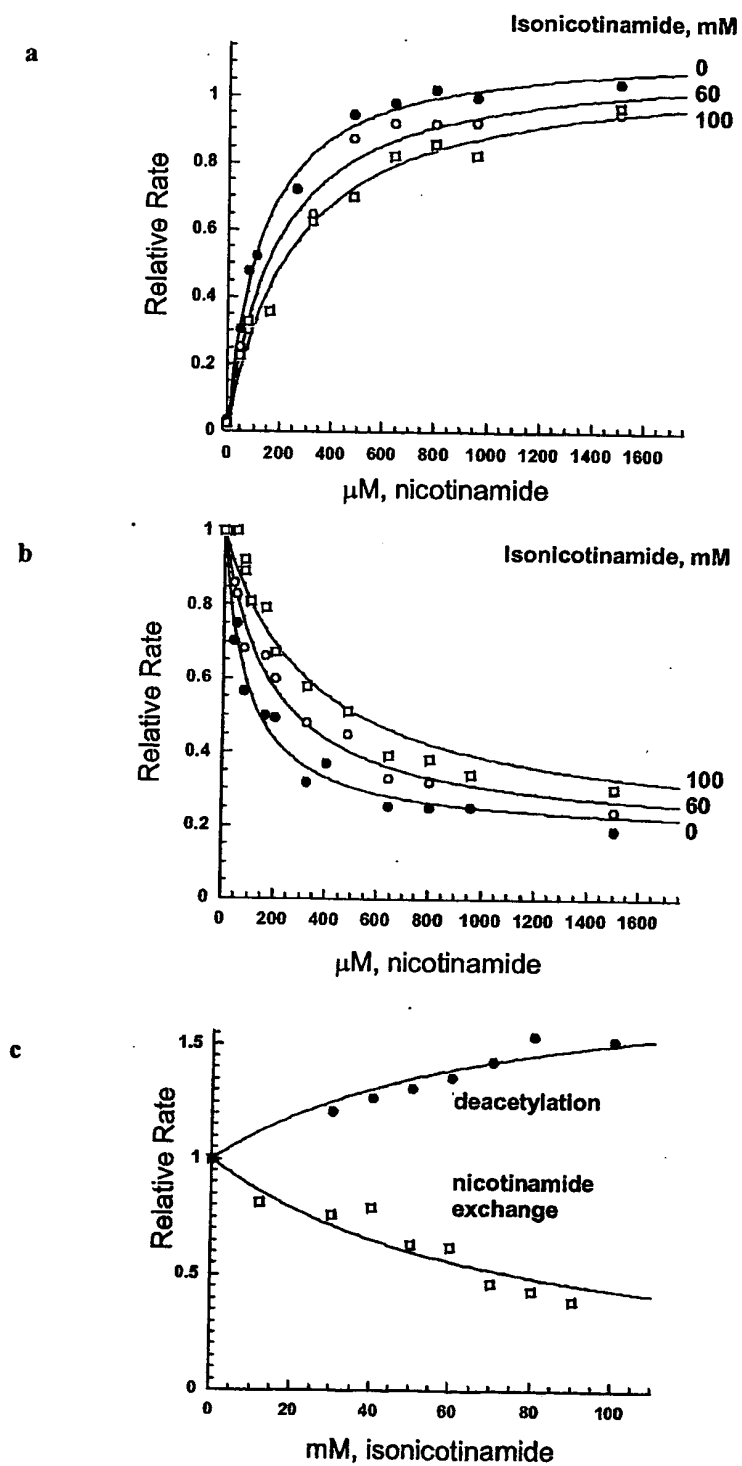 a
Isonicotinamide, mM
0
60
100
1
0.8
0.6
0.4
0.2
0
Relative Rate
0 200 400 600 800 1000 1200 1400 1600
μM, nicotinamide
b
Isonicotinamide, mM
1
0.8
0.6
0.4
0.2
0
Relative Rate
100
60
0
0 200 400 600 800 1000 1200 1400 1600
μM, nicotinamide
c
1.5
1
0.5
0
Relative Rate
deacetylation
nicotinamide
exchange
0 20 40 60 80 100
mM, isonicotinamide